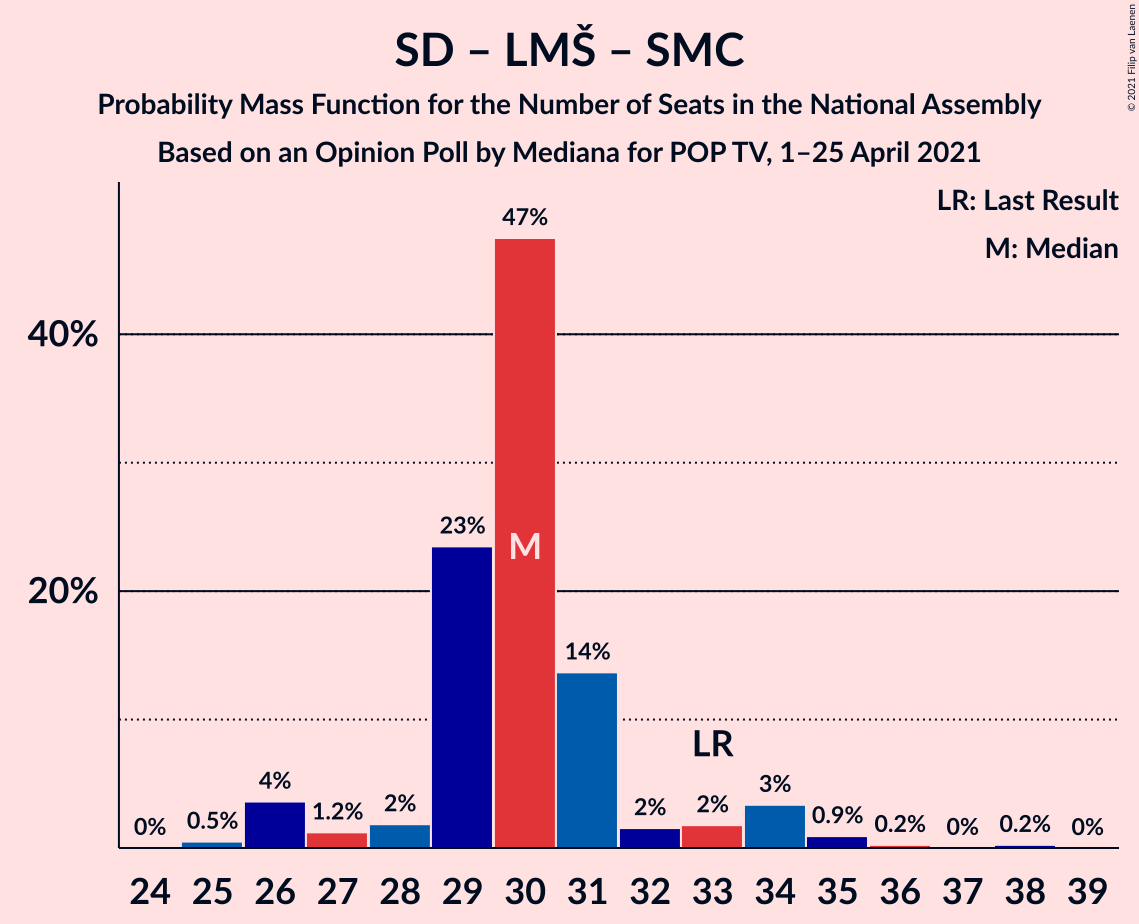 SD – LMŠ – SMC
Probability Mass Function for the Number of Seats in the National Assembly
Based on an Opinion Poll by Mediana for POP TV, 1–25 April 2021
© 2021 Filip van Laenen
LR: Last Result
M: Median
40%
20%
0%
0.5%
4%
1.2%
2%
23%
47%
M
14%
2%
LR
2%
3%
0.9%
0.2%
0%
0.2%
0%
24 25 26 27 28 29 30 31 32 33 34 35 36 37 38 39